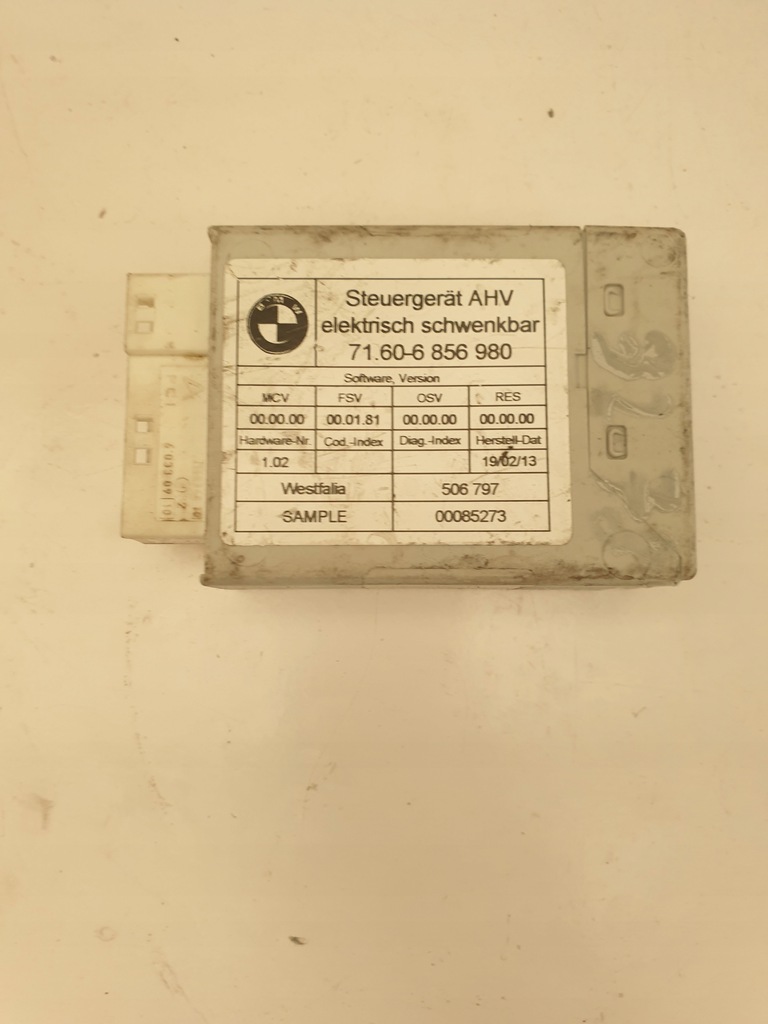 BMW
Steuergerät AHV
elektrisch schwenkbar
71.60-6 856 980
Software, Version
MCV FSV OSV RES
00.00.00 00.01.81 00.00.00 00.00.00
Hardware-Nr. Cod.-Index Diag.-Index Herstell-Dat
1.02 19/02/13
Westfalia 506 797
SAMPLE 00085273